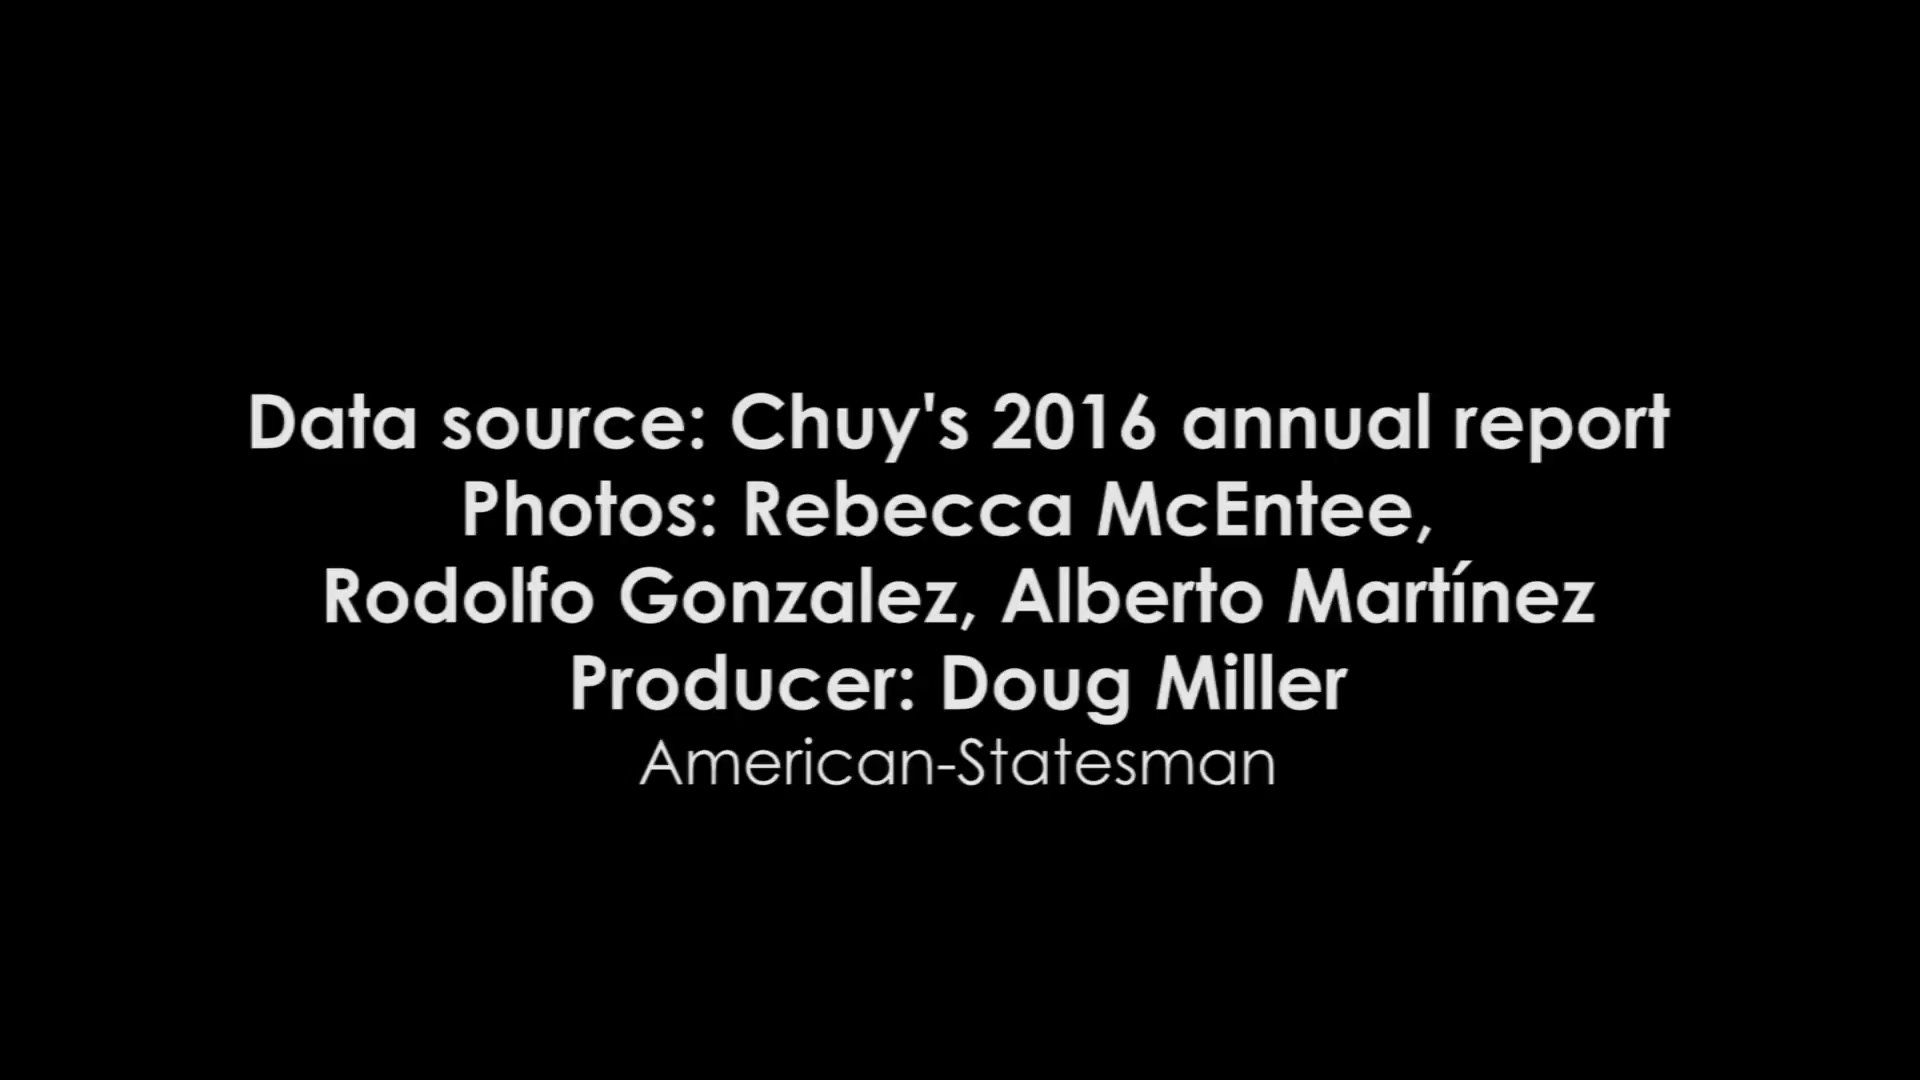 Data source: Chuy's 2016 annual report
Photos: Rebecca McEntee,
Rodolfo Gonzalez, Alberto Martínez
Producer: Doug Miller
American-Statesman